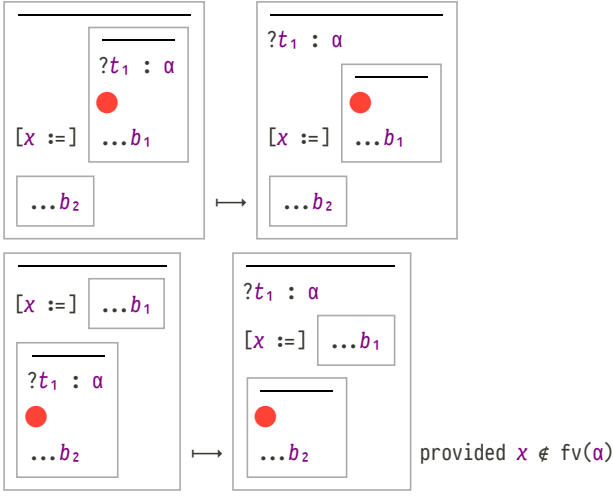 ?t₁ : α ?t₁ : α
[x :=] …b₁ [x :=] …b₁
…b₂ ⟼ …b₂
[x :=] …b₁ ?t₁ : α
?t₁ : α [x :=] …b₁
…b₂ ⟼ …b₂ provided x ∉ fv(α)